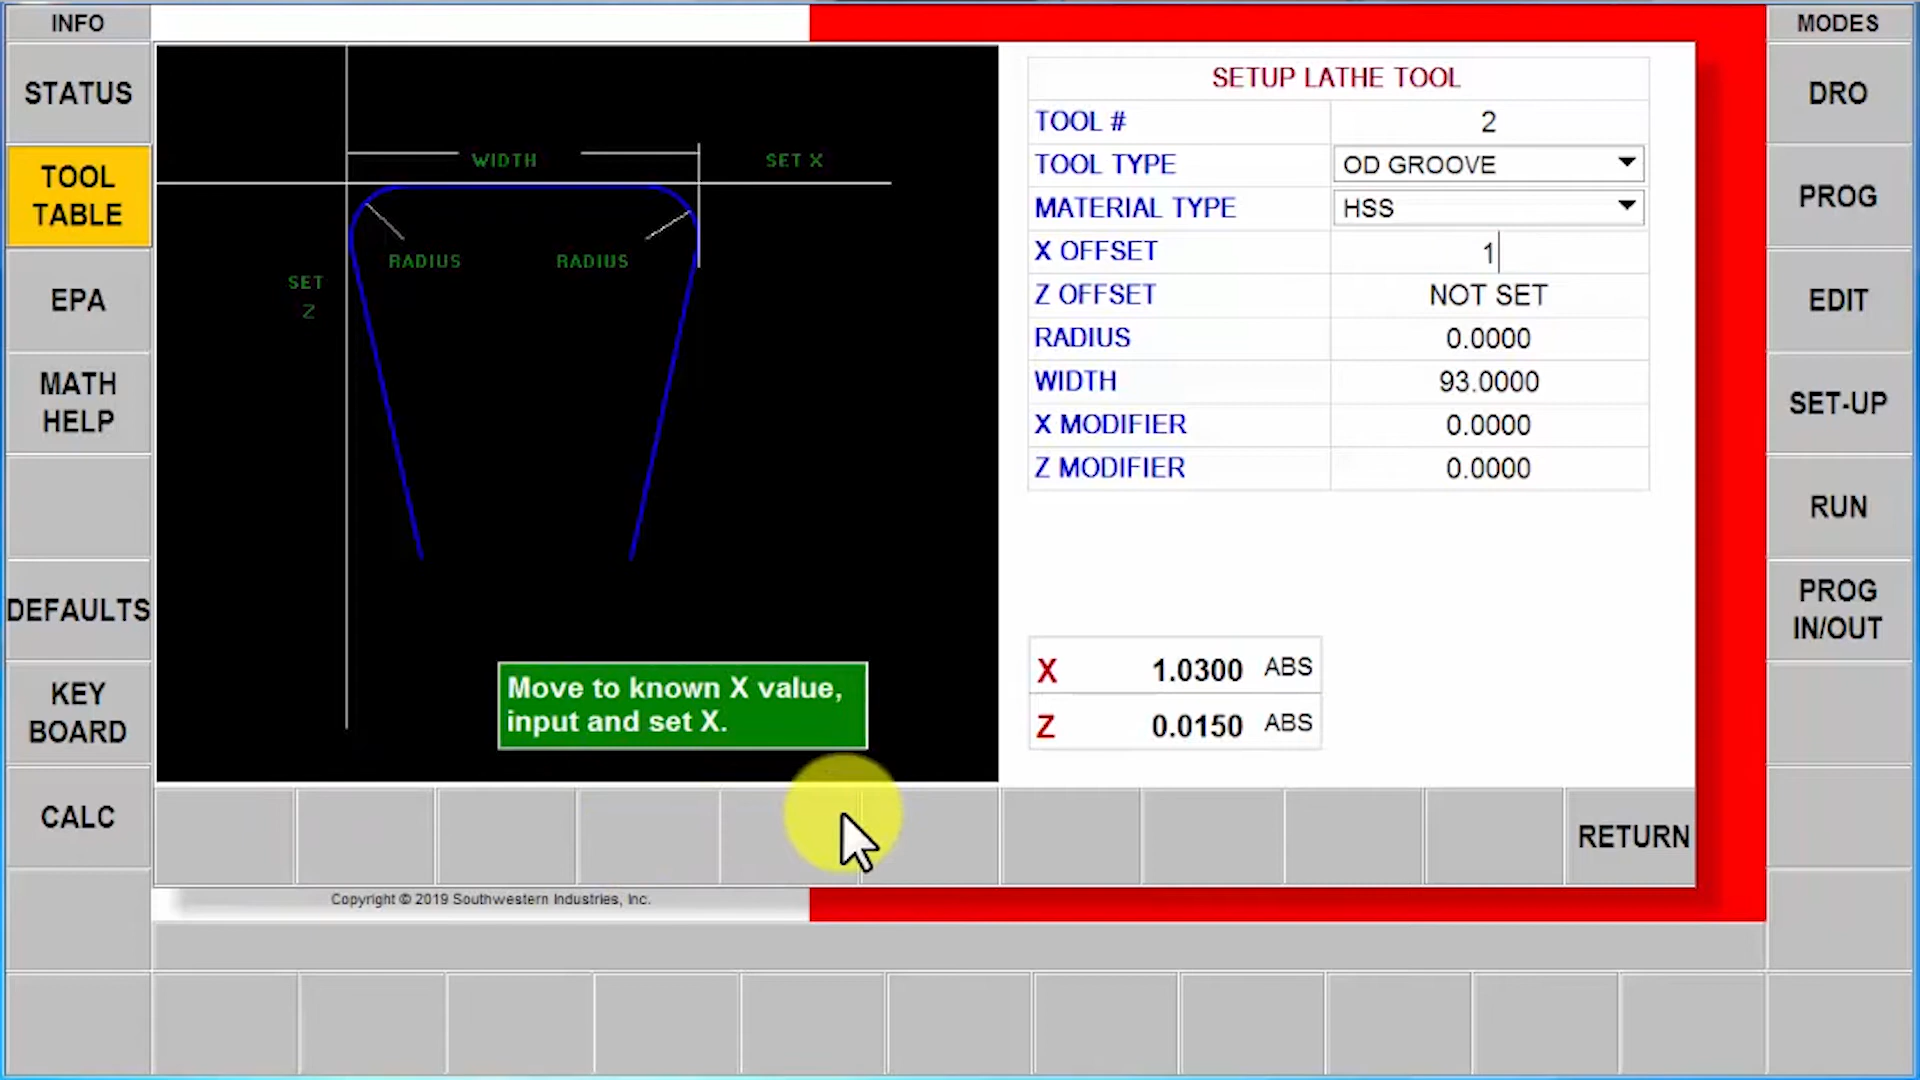 INFO
STATUS
TOOL
TABLE
EPA
MATH
HELP
DEFAULTS
KEY
BOARD
CALC
WIDTH
SET X
RADIUS
RADIUS
SET
Z
Move to known X value,
input and set X.
SETUP LATHE TOOL
TOOL # 2
TOOL TYPE OD GROOVE
MATERIAL TYPE HSS
X OFFSET 1
Z OFFSET NOT SET
RADIUS 0.0000
WIDTH 93.0000
X MODIFIER 0.0000
Z MODIFIER 0.0000
X 1.0300 ABS
Z 0.0150 ABS
RETURN
Copyright © 2019 Southwestern Industries, Inc.
MODES
DRO
PROG
EDIT
SET-UP
RUN
PROG
IN/OUT